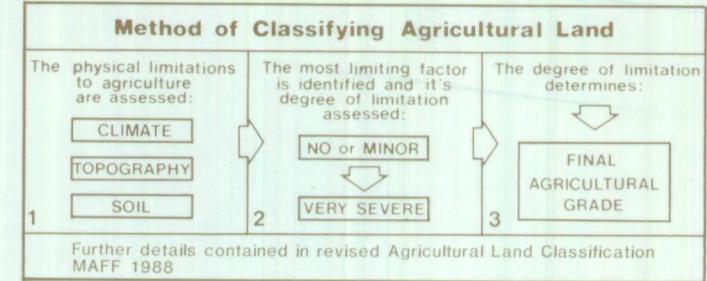 Method of Classifying Agricultural Land
The physical limitations
to agriculture
are assessed:
CLIMATE
TOPOGRAPHY
SOIL
1
The most limiting factor
is identified and it's
degree of limitation
assessed:
NO or MINOR
VERY SEVERE
2
The degree of limitation
determines:
FINAL
AGRICULTURAL
GRADE
3
Further details contained in revised Agricultural Land Classification
MAFF 1988